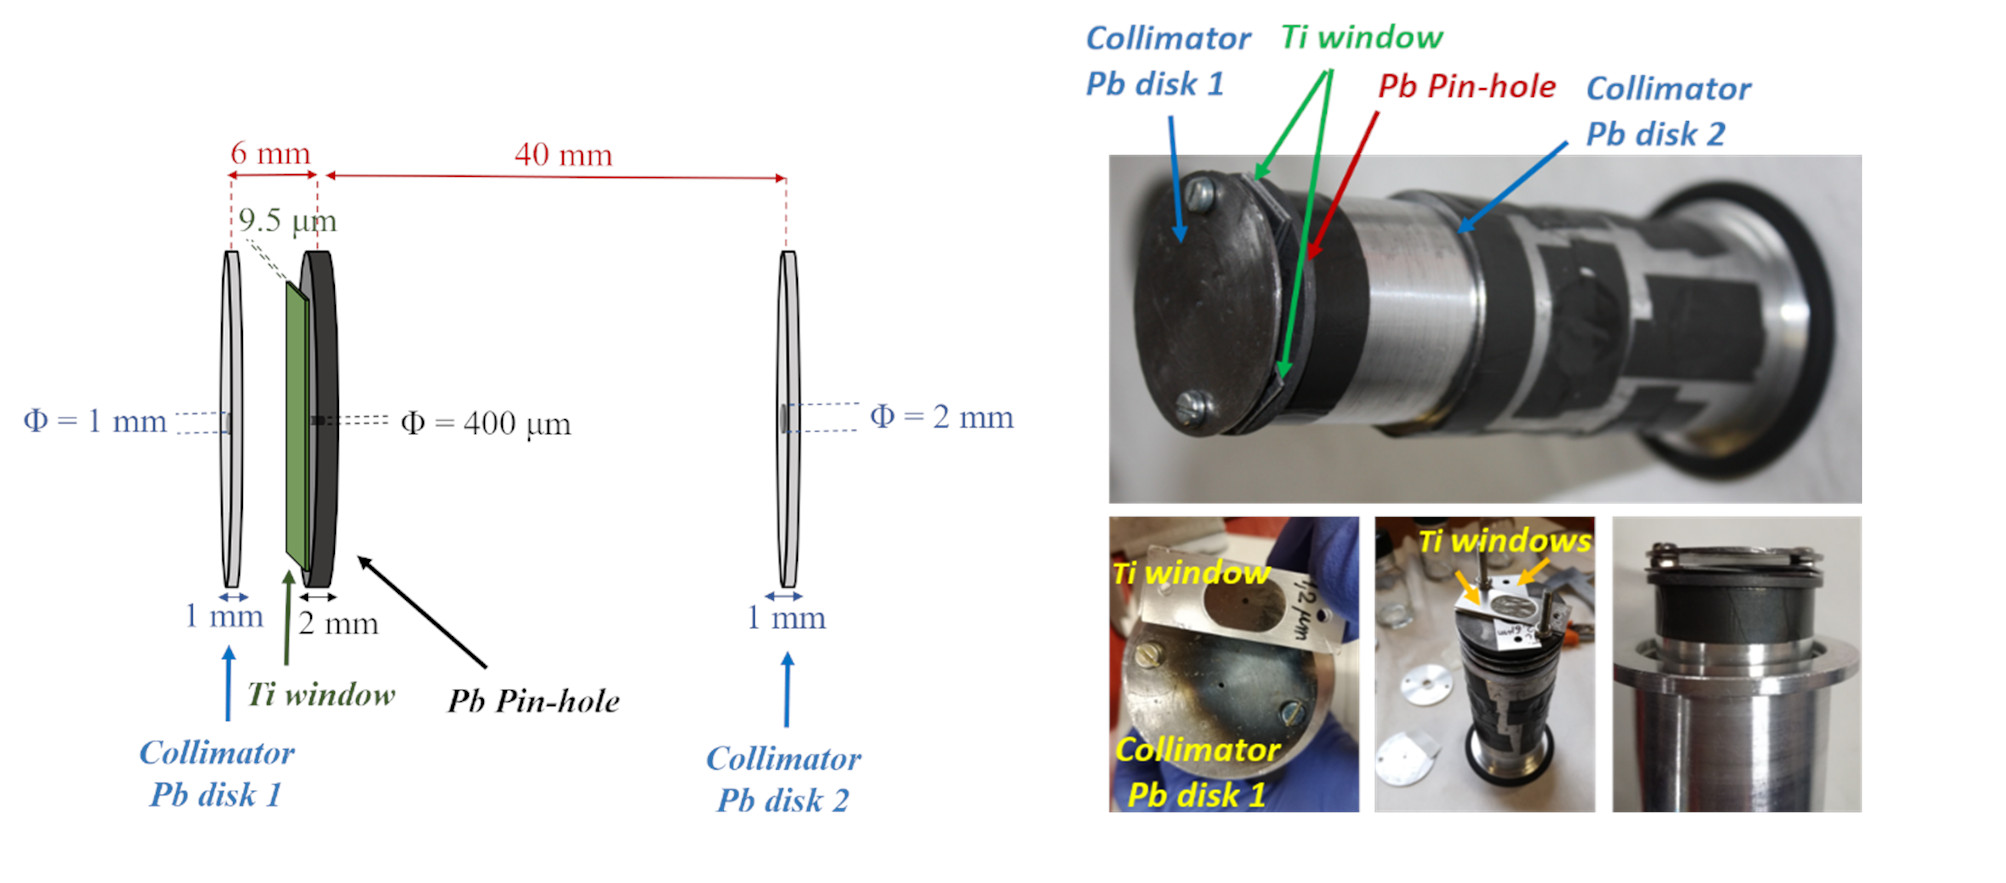 6 mm
40 mm
9.5 µm
Φ = 1 mm
Φ = 400 µm
Φ = 2 mm
1 mm
2 mm
1 mm
Ti window
Pb Pin-hole
Collimator
Pb disk 1
Collimator
Pb disk 2
Collimator
Pb disk 1
Ti window
Pb Pin-hole
Collimator
Pb disk 2
Ti window
1,2 µm
Collimator
Pb disk 1
Ti windows